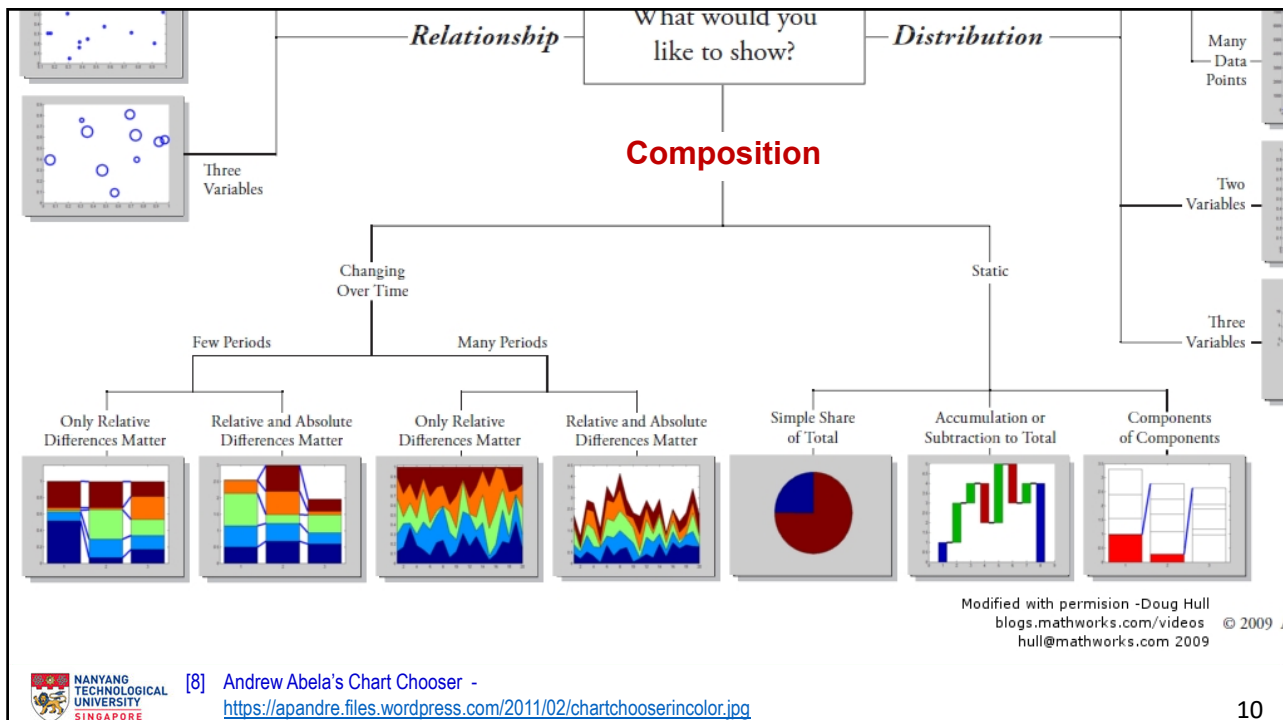 What would you
like to show?
Relationship
Distribution
Many
Data
Points
Composition
Three
Variables
Two
Variables
Changing
Over Time
Static
Three
Variables
Few Periods
Many Periods
Only Relative
Differences Matter
Relative and Absolute
Differences Matter
Only Relative
Differences Matter
Relative and Absolute
Differences Matter
Simple Share
of Total
Accumulation or
Subtraction to Total
Components
of Components
Modified with permision -Doug Hull
blogs.mathworks.com/videos
hull@mathworks.com 2009
© 2009
NANYANG
TECHNOLOGICAL
UNIVERSITY
SINGAPORE
[8] Andrew Abela's Chart Chooser -
https://apandre.files.wordpress.com/2011/02/chartchooserincolor.jpg
10